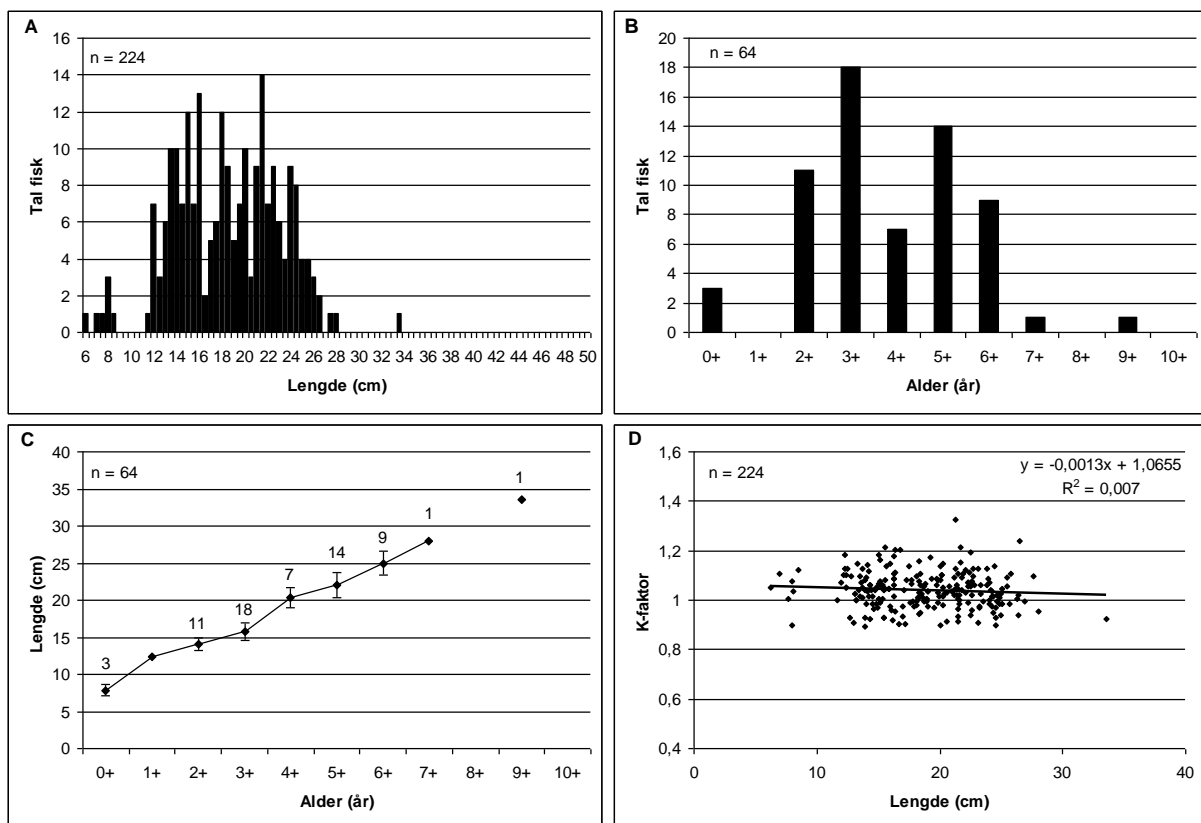 A
n = 224
Tal fisk
16
14
12
10
8
6
4
2
0
6 8 10 12 14 16 18 20 22 24 26 28 30 32 34 36 38 40 42 44 46 48 50
Lengde (cm)
B
n = 64
Tal fisk
20
18
16
14
12
10
8
6
4
2
0
0+ 1+ 2+ 3+ 4+ 5+ 6+ 7+ 8+ 9+ 10+
Alder (år)
C
n = 64
Lengde (cm)
40
35
30
25
20
15
10
5
0
3 11 18 7 14 9 1 1
0+ 1+ 2+ 3+ 4+ 5+ 6+ 7+ 9+ 10+
Alder (år)
D
n = 224
y = -0,0013x + 1,0655
R² = 0,007
K-faktor
1,6
1,4
1,2
1
0,8
0,6
0,4
0 10 20 30 40
Lengde (cm)